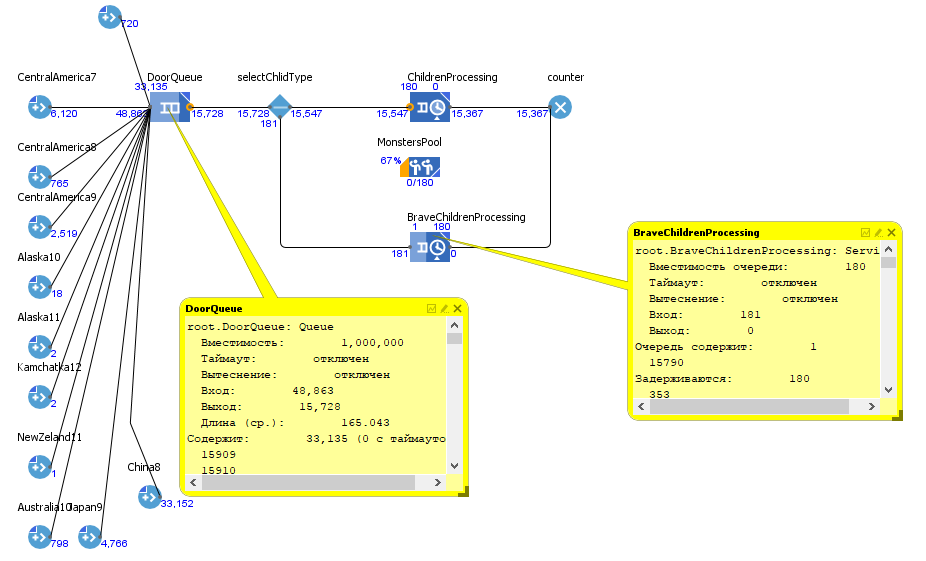 720
CentralAmerica7
6,120
CentralAmerica8
765
CentralAmerica9
2,519
Alaska10
18
Alaska11
2
Kamchatka12
2
NewZeland11
1
Australia10
798
Japan9
4,766
China8
33,152
DoorQueue
33,135
48,863
15,728
selectChlidType
15,728
15,547
181
ChildrenProcessing
180 0
15,547
15,367
counter
15,367
MonstersPool
67%
0/180
BraveChildrenProcessing
1 180
181
0
DoorQueue
root.DoorQueue: Queue
Вместимость: 1,000,000
Таймаут: отключен
Вытеснение: отключен
Вход: 48,863
Выход: 15,728
Длина (ср.): 165.043
Содержит: 33,135 (0 с таймауто
15909
15910
BraveChildrenProcessing
root.BraveChildrenProcessing: Servi
Вместимость очереди: 180
Таймаут: отключен
Вытеснение: отключен
Вход: 181
Выход: 0
Очередь содержит: 1
15790
Задерживаются: 180
353